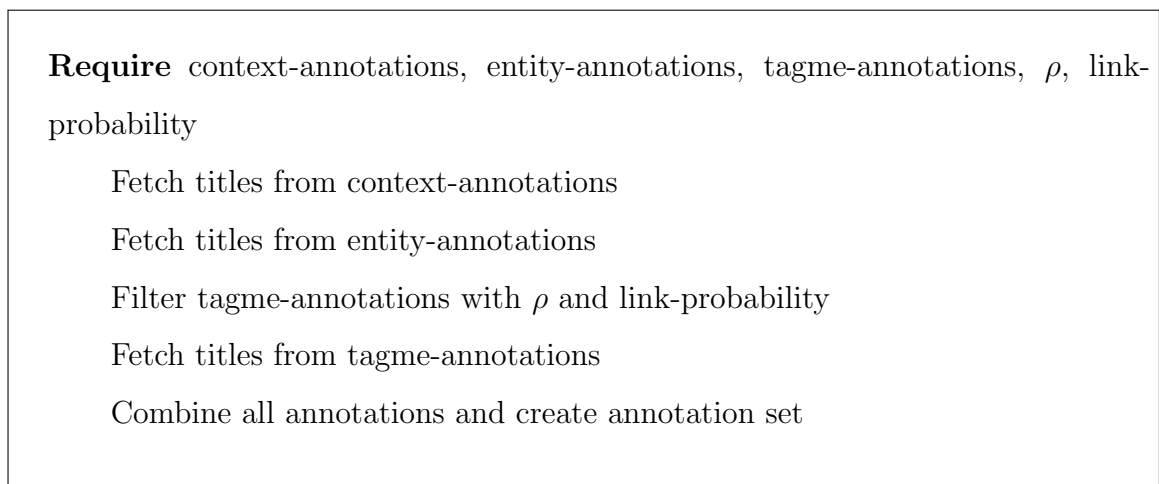 Require context-annotations, entity-annotations, tagme-annotations, ρ, link-
probability
Fetch titles from context-annotations
Fetch titles from entity-annotations
Filter tagme-annotations with ρ and link-probability
Fetch titles from tagme-annotations
Combine all annotations and create annotation set